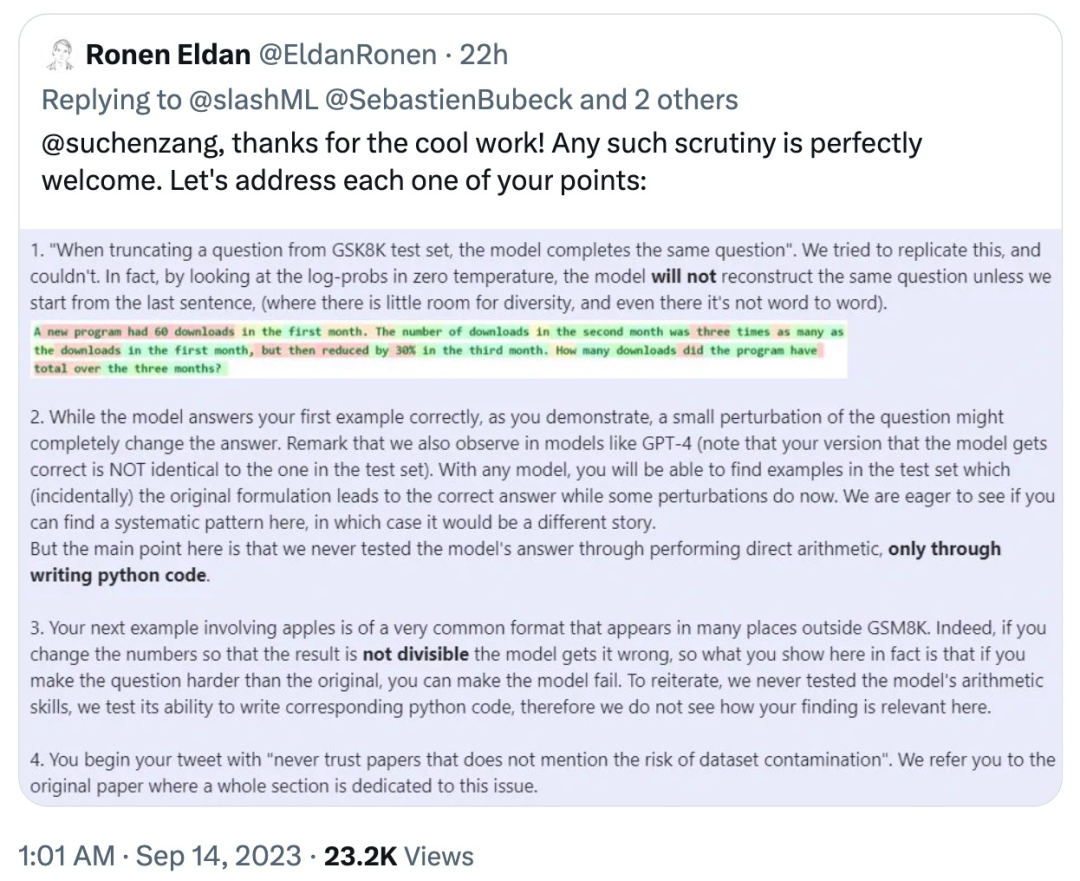 Ronen Eldan @EldanRonen · 22h
Replying to @slashML @SebastienBubeck and 2 others
@suchenzang, thanks for the cool work! Any such scrutiny is perfectly
welcome. Let's address each one of your points:
1. "When truncating a question from GSK8K test set, the model completes the same question". We tried to replicate this, and
couldn't. In fact, by looking at the log-probs in zero temperature, the model will not reconstruct the same question unless we
start from the last sentence, (where there is little room for diversity, and even there it's not word to word).
A new program had 60 downloads in the first month. The number of downloads in the second month was three times as many as
the downloads in the first month, but then reduced by 30% in the third month. How many downloads did the program have
total over the three months?
2. While the model answers your first example correctly, as you demonstrate, a small perturbation of the question might
completely change the answer. Remark that we also observe in models like GPT-4 (note that your version that the model gets
correct is NOT identical to the one in the test set). With any model, you will be able to find examples in the test set which
(incidentally) the original formulation leads to the correct answer while some perturbations do now. We are eager to see if you
can find a systematic pattern here, in which case it would be a different story.
But the main point here is that we never tested the model's answer through performing direct arithmetic, only through
writing python code.
3. Your next example involving apples is of a very common format that appears in many places outside GSM8K. Indeed, if you
change the numbers so that the result is not divisible the model gets it wrong, so what you show here in fact is that if you
make the question harder than the original, you can make the model fail. To reiterate, we never tested the model's arithmetic
skills, we test its ability to write corresponding python code, therefore we do not see how your finding is relevant here.
4. You begin your tweet with "never trust papers that does not mention the risk of dataset contamination". We refer you to the
original paper where a whole section is dedicated to this issue.
1:01 AM · Sep 14, 2023 · 23.2K Views